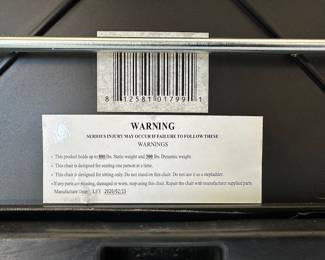 8 12581 01799 1
WARNING
SERIOUS INJURY MAY OCCUR IF FAILURE TO FOLLOW THESE
WARNINGS
• This product holds up to 800 lbs. Static weight and 300 lbs. Dynamic weight.
• This chair is designed for seating one person at a time.
• This chair is designed for sitting only. Do not stand on this chair. Do not use it as a stepladder.
• If any parts are missing, damaged or worn, stop using this chair. Repair the chair with manufacturer supplied parts.
Manufacture Date: LFY 2020/02/15